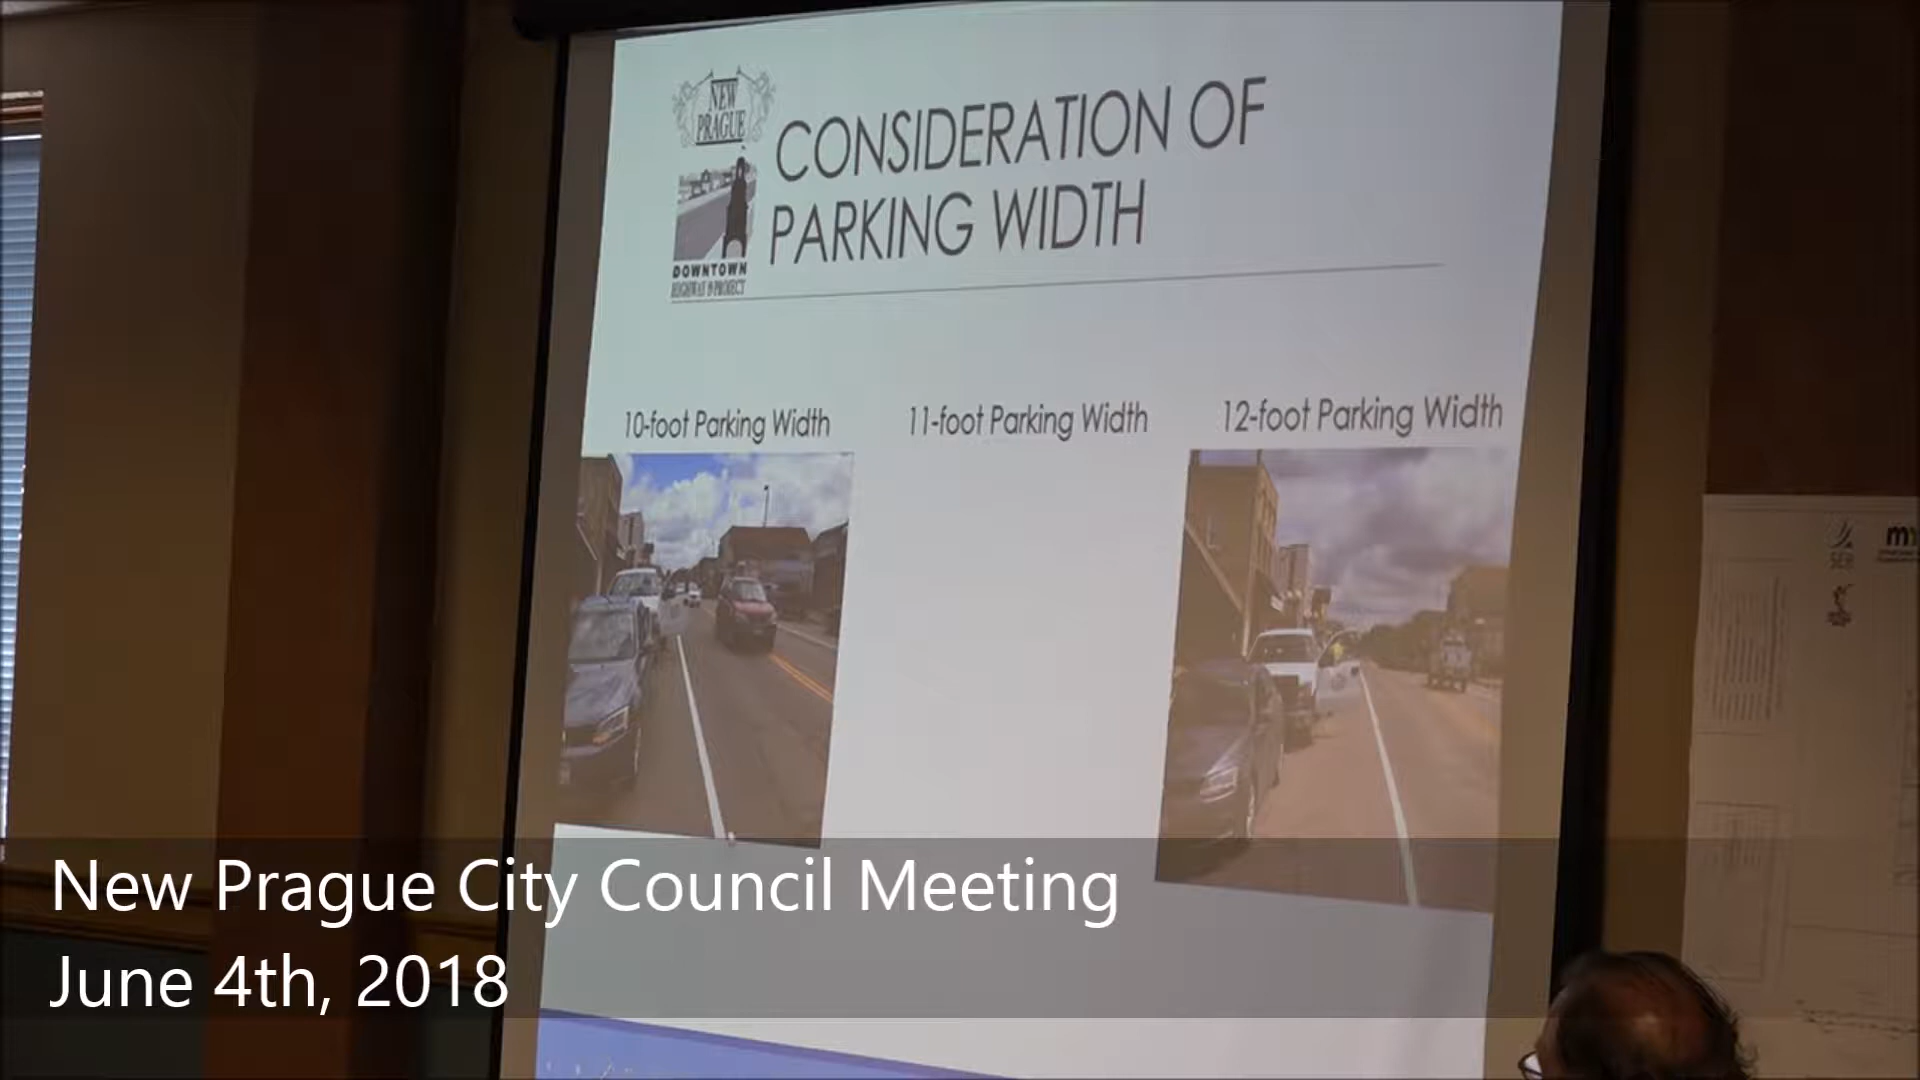 NEW
PRAGUE
CONSIDERATION OF
PARKING WIDTH
DOWNTOWN
HIGHWAY 19 PROJECT
10-foot Parking Width
11-foot Parking Width
12-foot Parking Width
SEH
New Prague City Council Meeting
June 4th, 2018